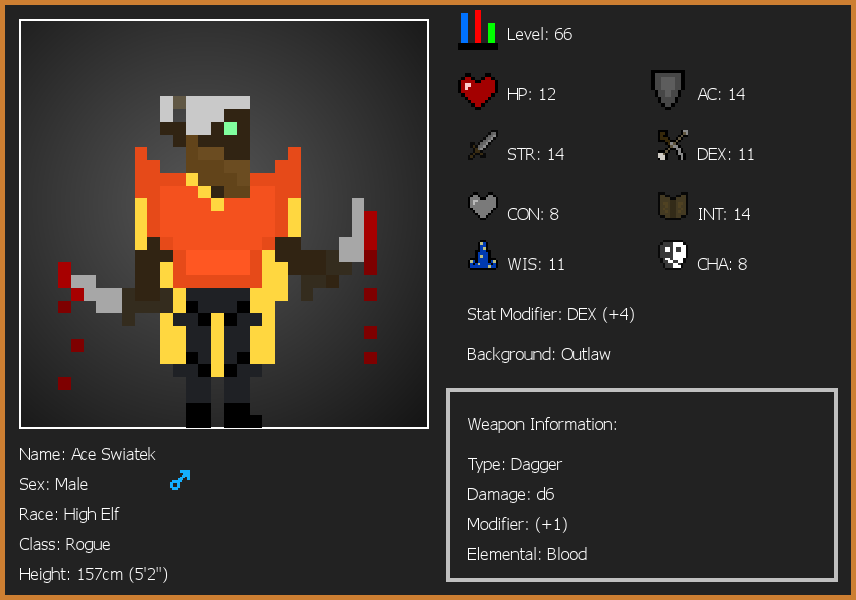 Level: 66
HP: 12
AC: 14
STR: 14
DEX: 11
CON: 8
INT: 14
WIS: 11
CHA: 8
Stat Modifier: DEX (+4)
Background: Outlaw
Weapon Information:
Type: Dagger
Damage: d6
Modifier: (+1)
Elemental: Blood
Name: Ace Swiatek
Sex: Male
Race: High Elf
Class: Rogue
Height: 157cm (5'2")